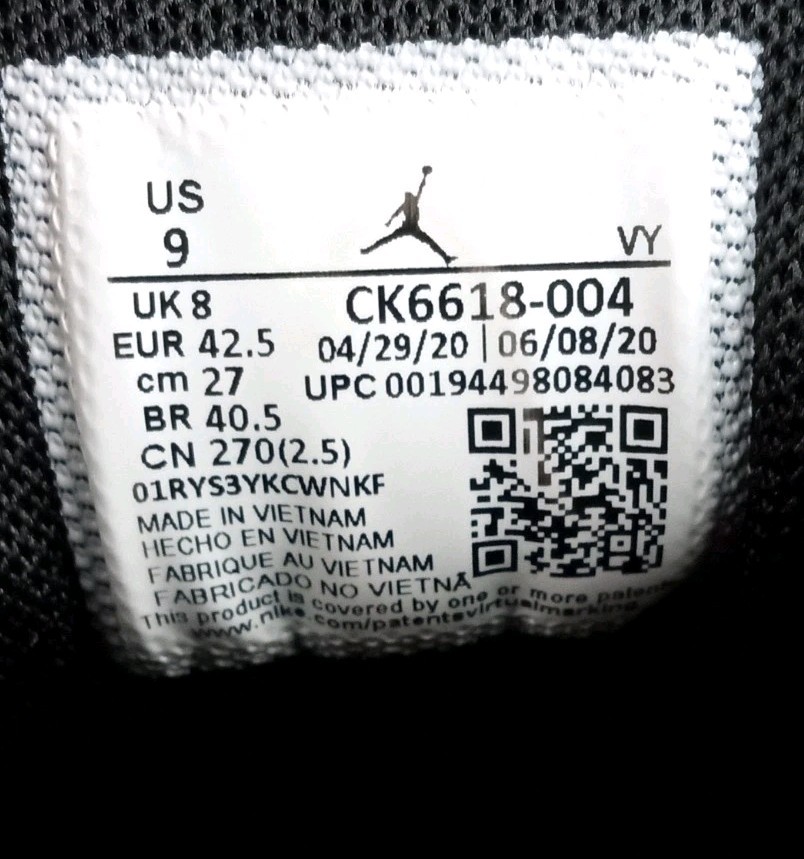 US
9
VY
UK 8
CK6618-004
EUR 42.5
04/29/20 | 06/08/20
cm 27
UPC 00194498084083
BR 40.5
CN 270(2.5)
01RYS3YKCWNKF
MADE IN VIETNAM
HECHO EN VIETNAM
FABRIQUE AU VIETNAM
FABRICADO NO VIETNÃ
This product is covered by one or more patents
www.nike.com/patentsvirtualmarking